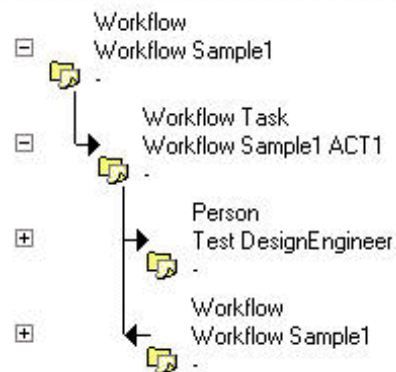 Workflow
Workflow Sample1
-
Workflow Task
Workflow Sample1 ACT1
-
Person
Test DesignEngineer
-
Workflow
Workflow Sample1
-